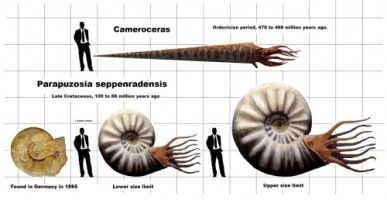 Cameroceras
Ordovician period, 470 to 460 million years ago.
Parapuzosia seppenradensis
Late Cretaceous, 100 to 66 million years ago
Found in Germany in 1895
Lower size limit
Upper size limit